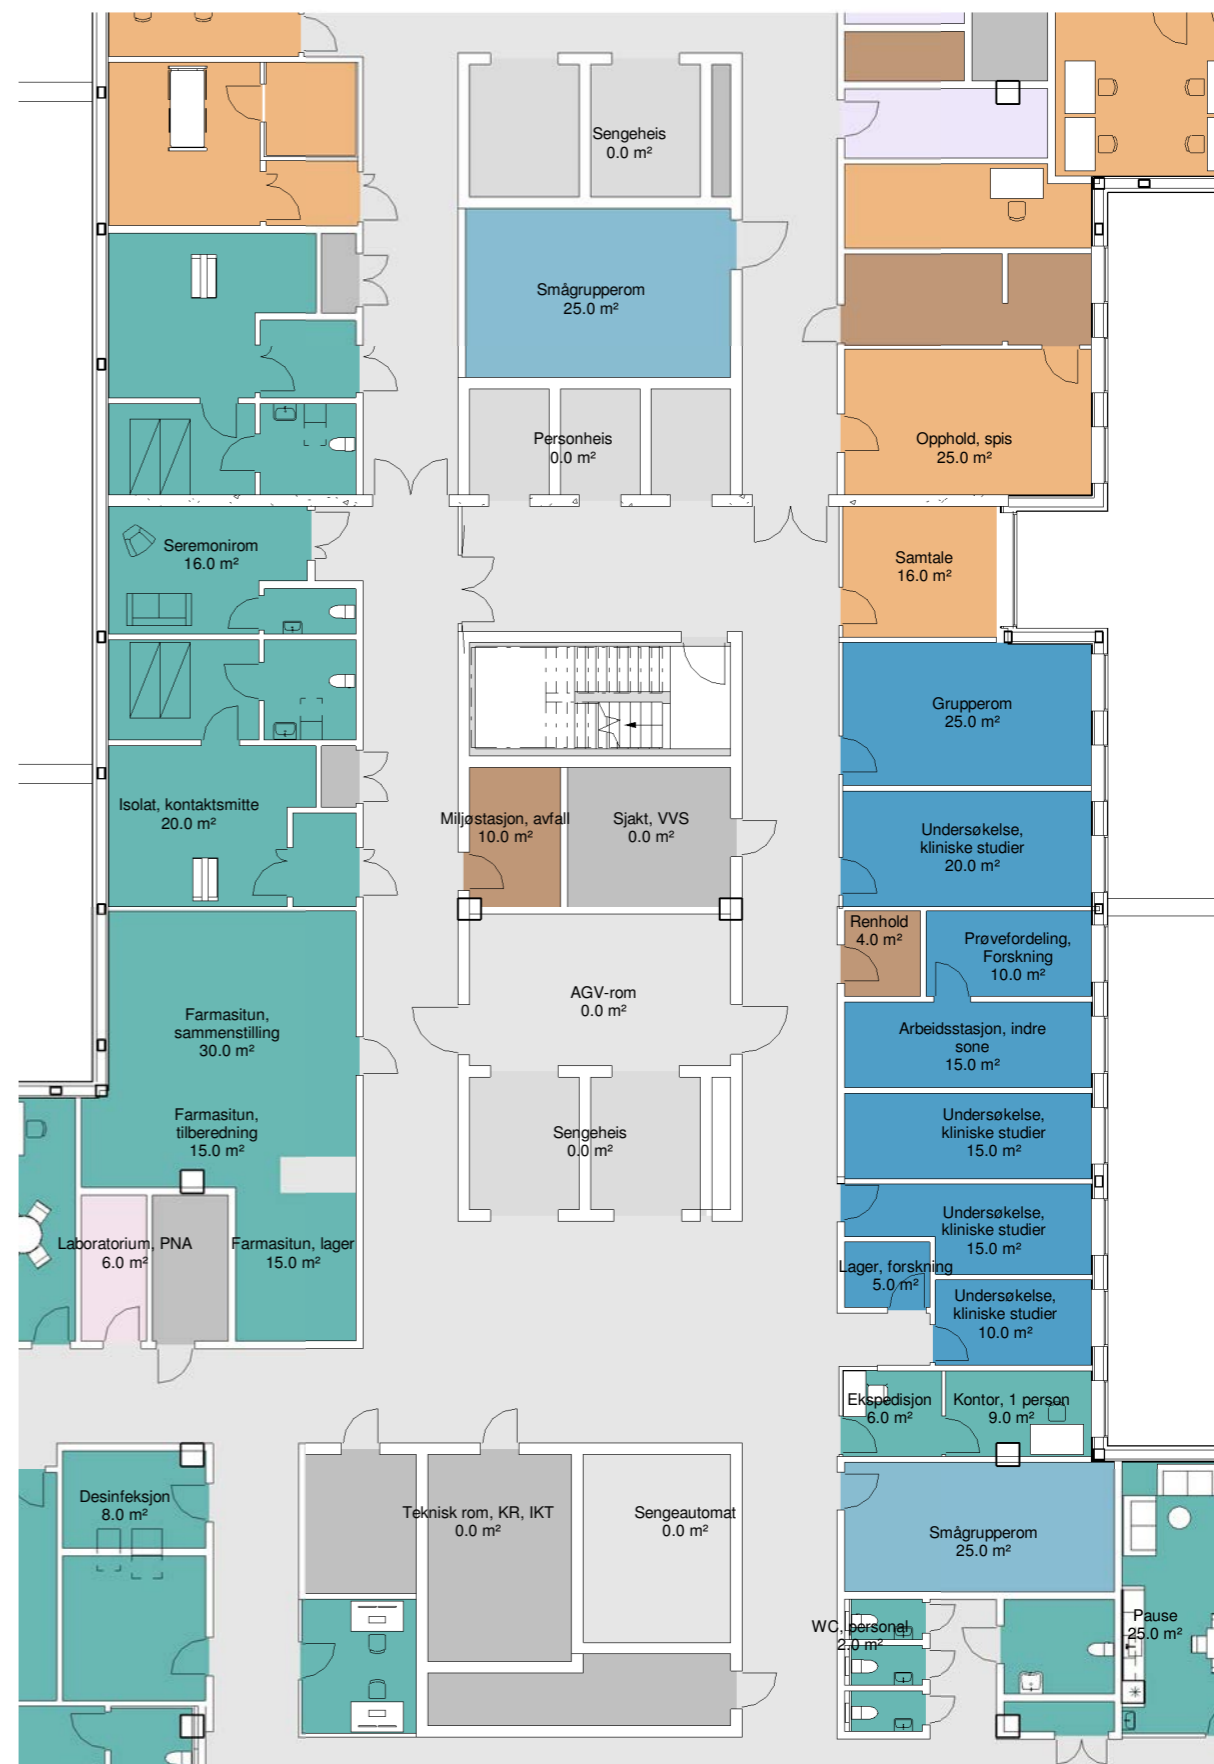 Sengeheis
0.0 m²
Smågrupperom
25.0 m²
Personheis
0.0 m²
Opphold, spis
25.0 m²
Seremonirom
16.0 m²
Samtale
16.0 m²
Grupperom
25.0 m²
Isolat, kontaktsmitte
20.0 m²
Miljøstasjon, avfall
10.0 m²
Sjakt, VVS
0.0 m²
Undersøkelse,
kliniske studier
20.0 m²
Renhold
4.0 m²
Prøvefordeling,
Forskning
10.0 m²
AGV-rom
0.0 m²
Farmasitun,
sammenstilling
30.0 m²
Arbeidsstasjon, indre
sone
15.0 m²
Farmasitun,
tilberedning
15.0 m²
Sengeheis
0.0 m²
Undersøkelse,
kliniske studier
15.0 m²
Laboratorium, PNA
6.0 m²
Farmasitun, lager
15.0 m²
Undersøkelse,
kliniske studier
15.0 m²
Lager, forskning
5.0 m²
Undersøkelse,
kliniske studier
10.0 m²
Ekspedisjon
6.0 m²
Kontor, 1 person
9.0 m²
Desinfeksjon
8.0 m²
Teknisk rom, KR, IKT
0.0 m²
Sengeautomat
0.0 m²
Smågrupperom
25.0 m²
WC, personal
2.0 m²
Pause
25.0 m²